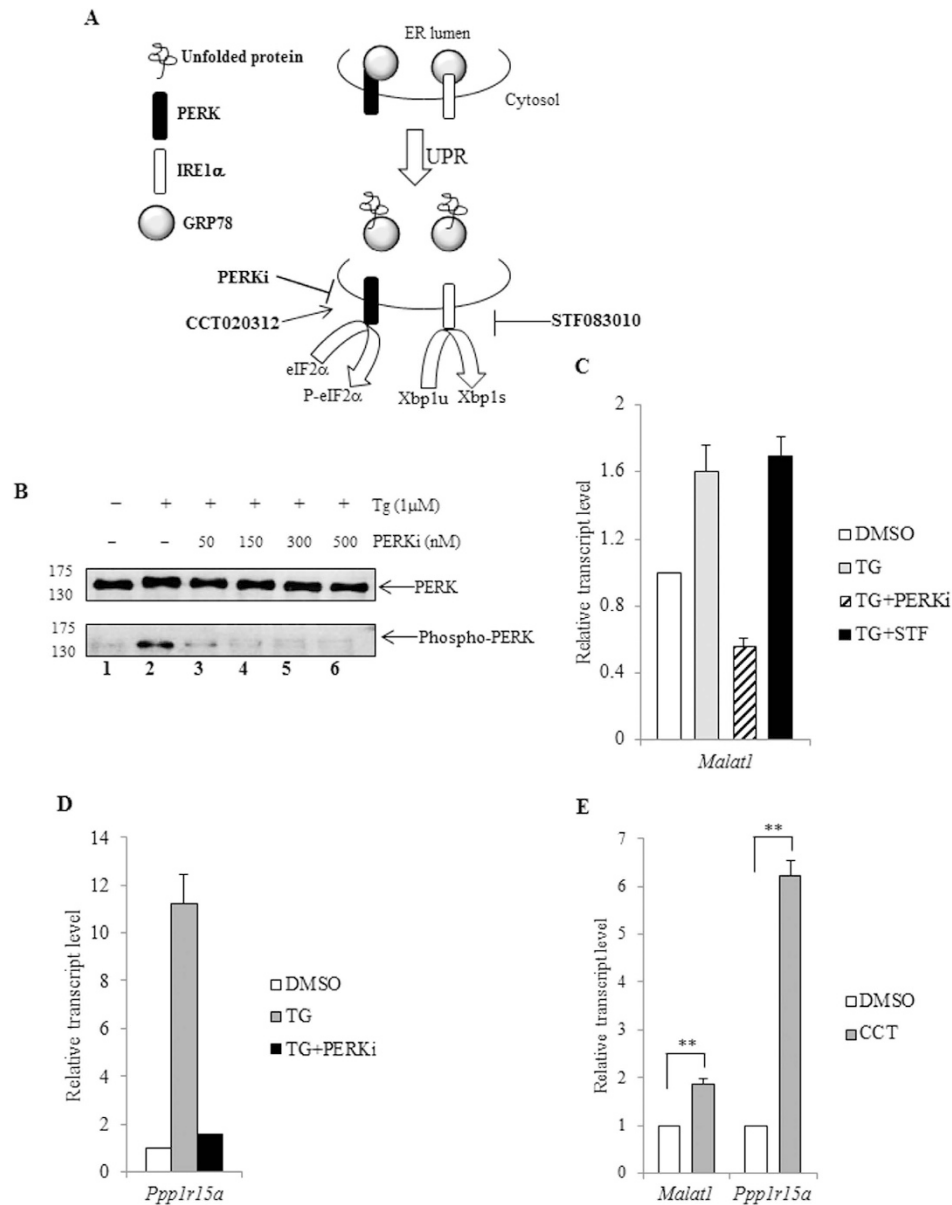 A
Unfolded protein
PERK
IRE1α
GRP78
ER lumen
Cytosol
UPR
PERKi
CCT020312
STF083010
eIF2α
P-eIF2α
Xbp1u
Xbp1s
B
– + + + + + Tg (1μM)
– – 50 150 300 500 PERKi (nM)
175
130
PERK
175
130
Phospho-PERK
1 2 3 4 5 6
C
Relative transcript level
2
1.6
1.2
0.8
0.4
0
Malat1
DMSO
TG
TG+PERKi
TG+STF
D
Relative transcript level
14
12
10
8
6
4
2
0
Ppp1r15a
DMSO
TG
TG+PERKi
E
Relative transcript level
7
6
5
4
3
2
1
0
**
**
Malat1
Ppp1r15a
DMSO
CCT